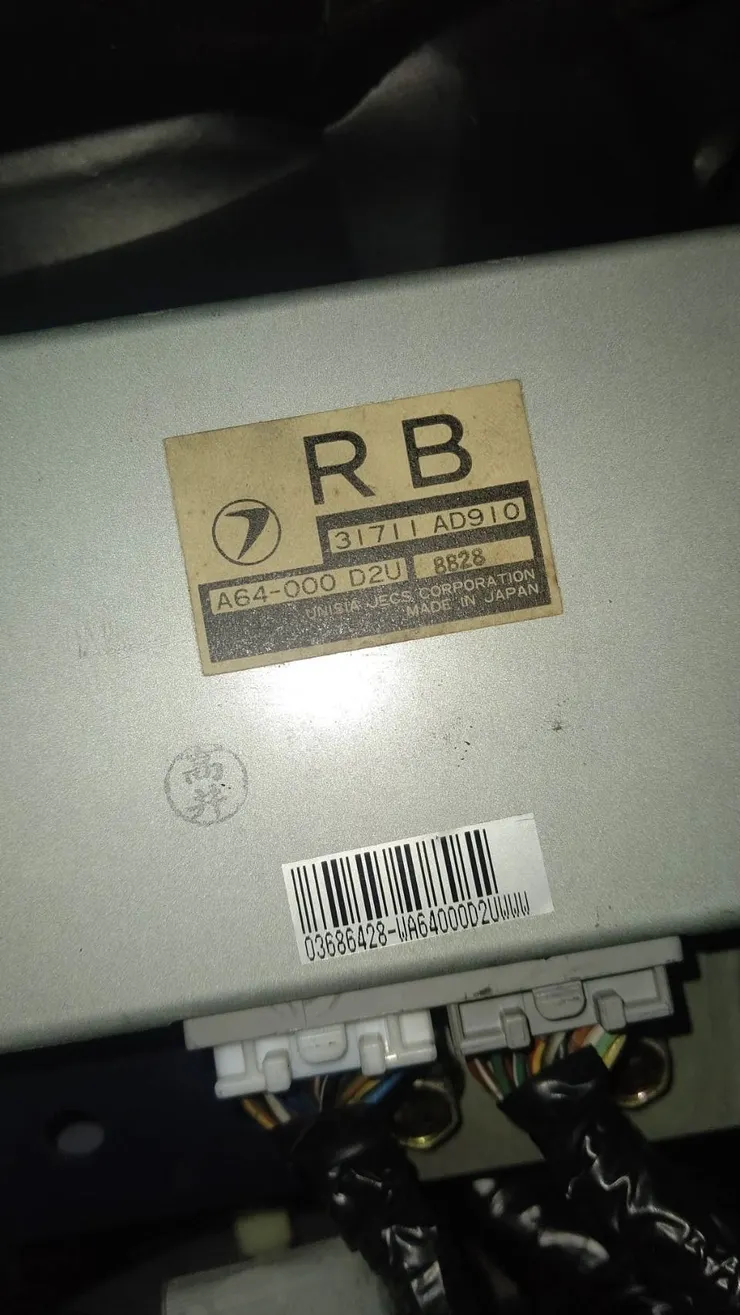 RB
31711 AD910
A64-000 D2U 8828
UNISIA JECS CORPORATION
MADE IN JAPAN
高井
03686428-WA64000D2UWWW